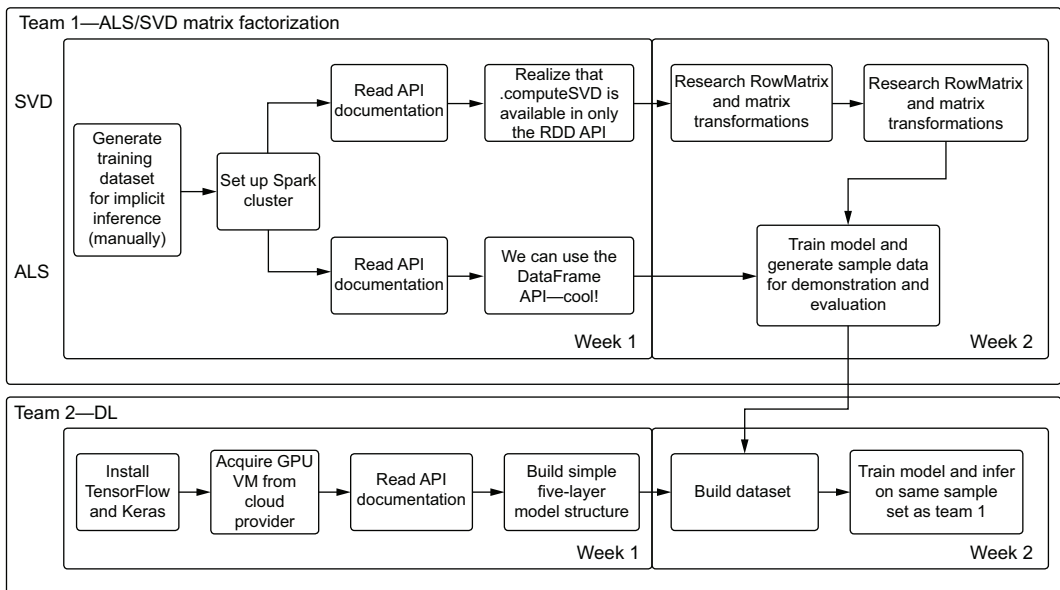 Team 1—ALS/SVD matrix factorization
SVD
ALS
Generate
training
dataset
for implicit
inference
(manually)
Set up Spark
cluster
Read API
documentation
Realize that
.computeSVD is
available in only
the RDD API
Read API
documentation
We can use the
DataFrame
API—cool!
Week 1
Research RowMatrix
and matrix
transformations
Research RowMatrix
and matrix
transformations
Train model and
generate sample data
for demonstration and
evaluation
Week 2
Team 2—DL
Install
TensorFlow
and Keras
Acquire GPU
VM from
cloud
provider
Read API
documentation
Build simple
five-layer
model structure
Week 1
Build dataset
Train model and infer
on same sample
set as team 1
Week 2